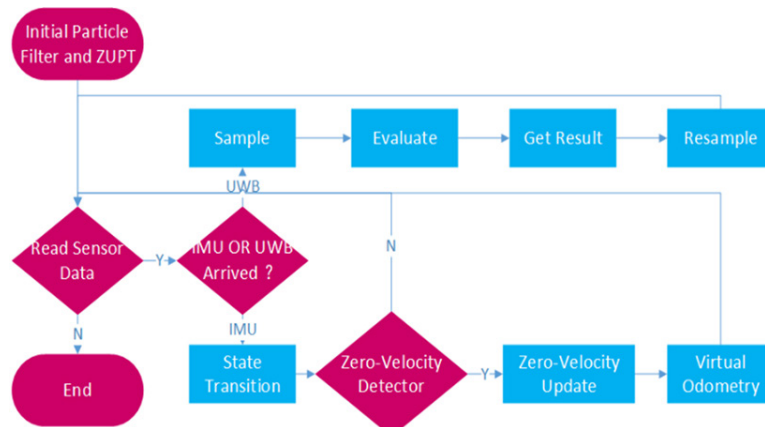 Initial Particle
Filter and ZUPT
Sample
Evaluate
Get Result
Resample
UWB
Read Sensor
Data
Y
IMU OR UWB
Arrived ?
N
N
IMU
End
State
Transition
Zero-Velocity
Detector
Y
Zero-Velocity
Update
Virtual
Odometry